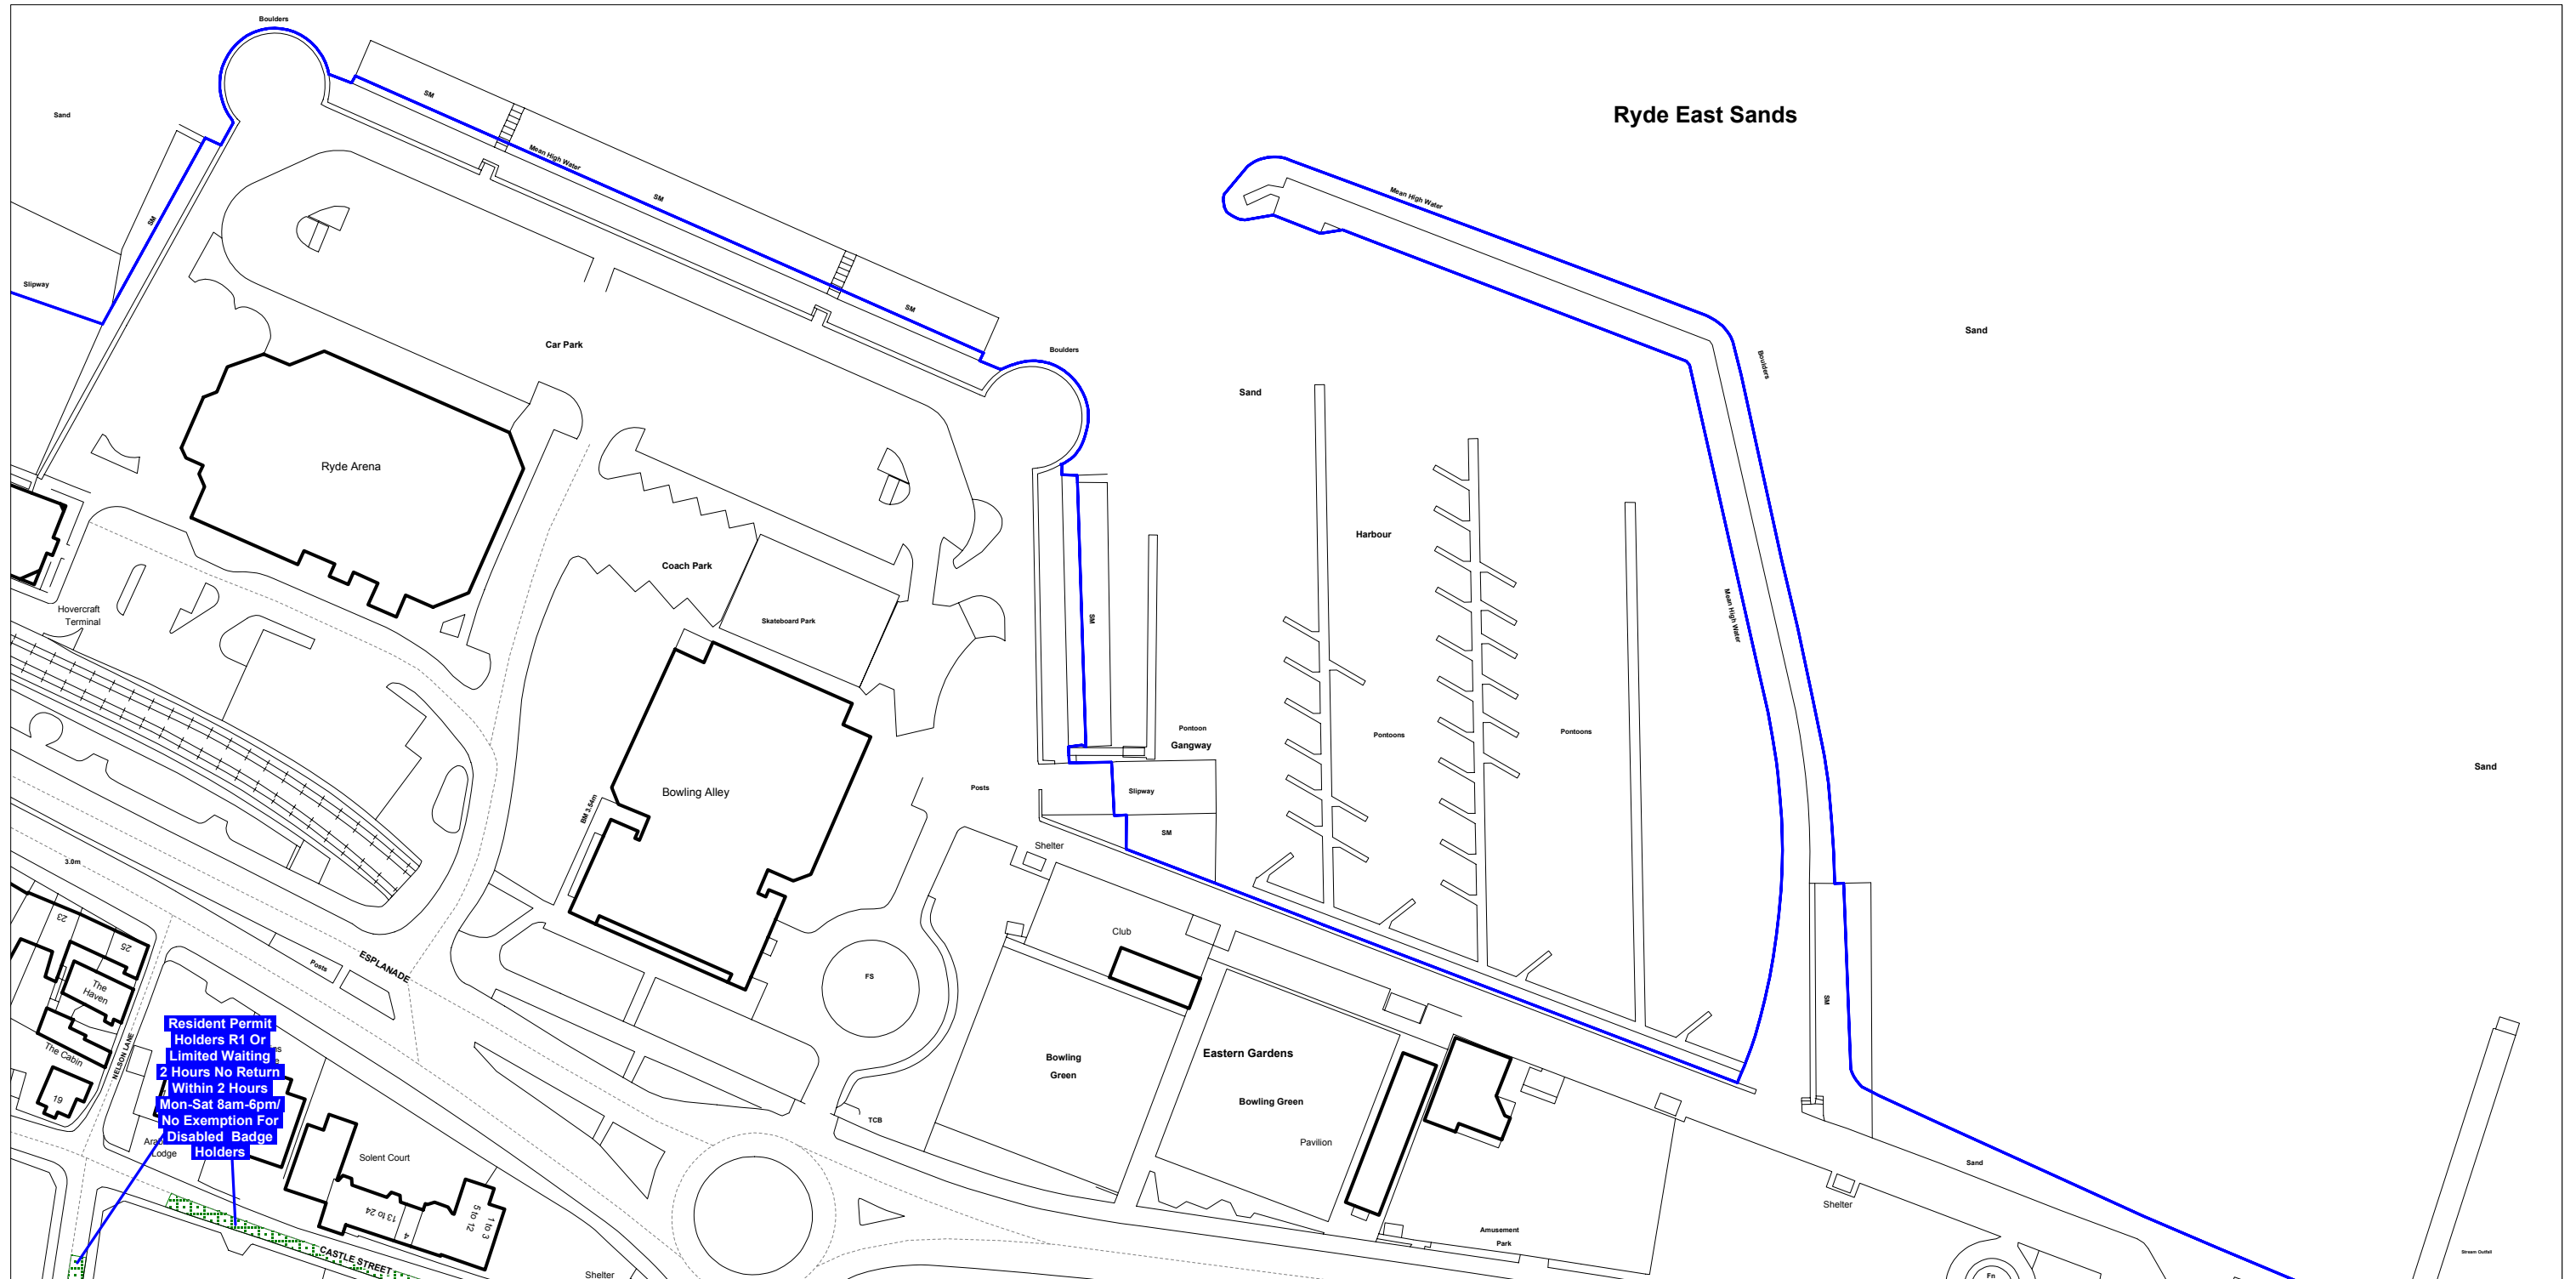 Boulders
Ryde East Sands
Sand
SM
SM
Mean High Water
SM
Mean High Water
SM
Slipway
SM
Sand
Car Park
Boulders
Boulders
Sand
Ryde Arena
Harbour
Coach Park
Hovercraft
Terminal
Skateboard Park
SM
Mean High Water
Pontoon
Gangway
Pontoons
Pontoons
Sand
Bowling Alley
BM 3.54m
Posts
Slipway
SM
Shelter
3.0m
23
25
Club
ESPLANADE
Posts
FS
The
Haven
SM
Resident Permit
Holders R1 Or
Limited Waiting
2 Hours No Return
Within 2 Hours
Mon-Sat 8am-6pm/
No Exemption For
Disabled Badge
Holders
The Cabin
NELSON LANE
19
Bowling
Green
Eastern Gardens
Bowling Green
TCB
Pavilion
Lodge
Solent Court
Sand
Shelter
13 to 24
4
5 to 12
1 to 3
Amusement
Park
CASTLE STREET
Shelter
Stream Outfall
Fn